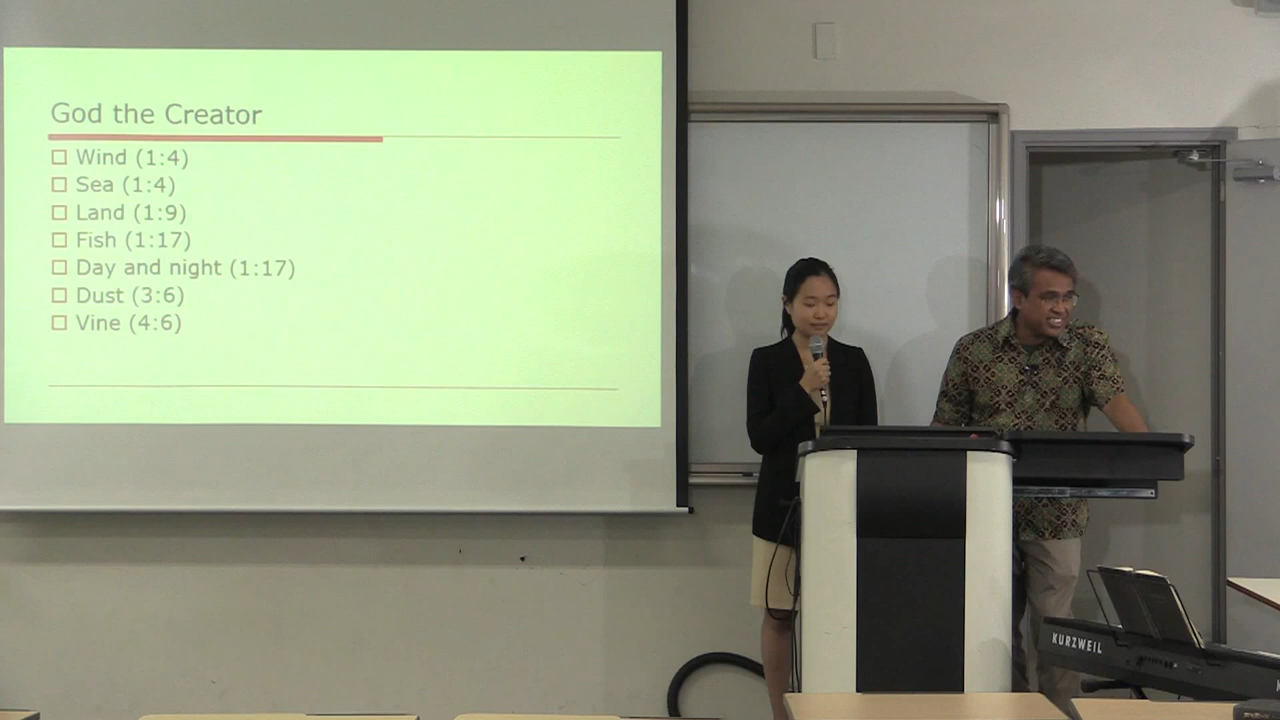 God the Creator
Wind (1:4)
Sea (1:4)
Land (1:9)
Fish (1:17)
Day and night (1:17)
Dust (3:6)
Vine (4:6)
KURZWEIL